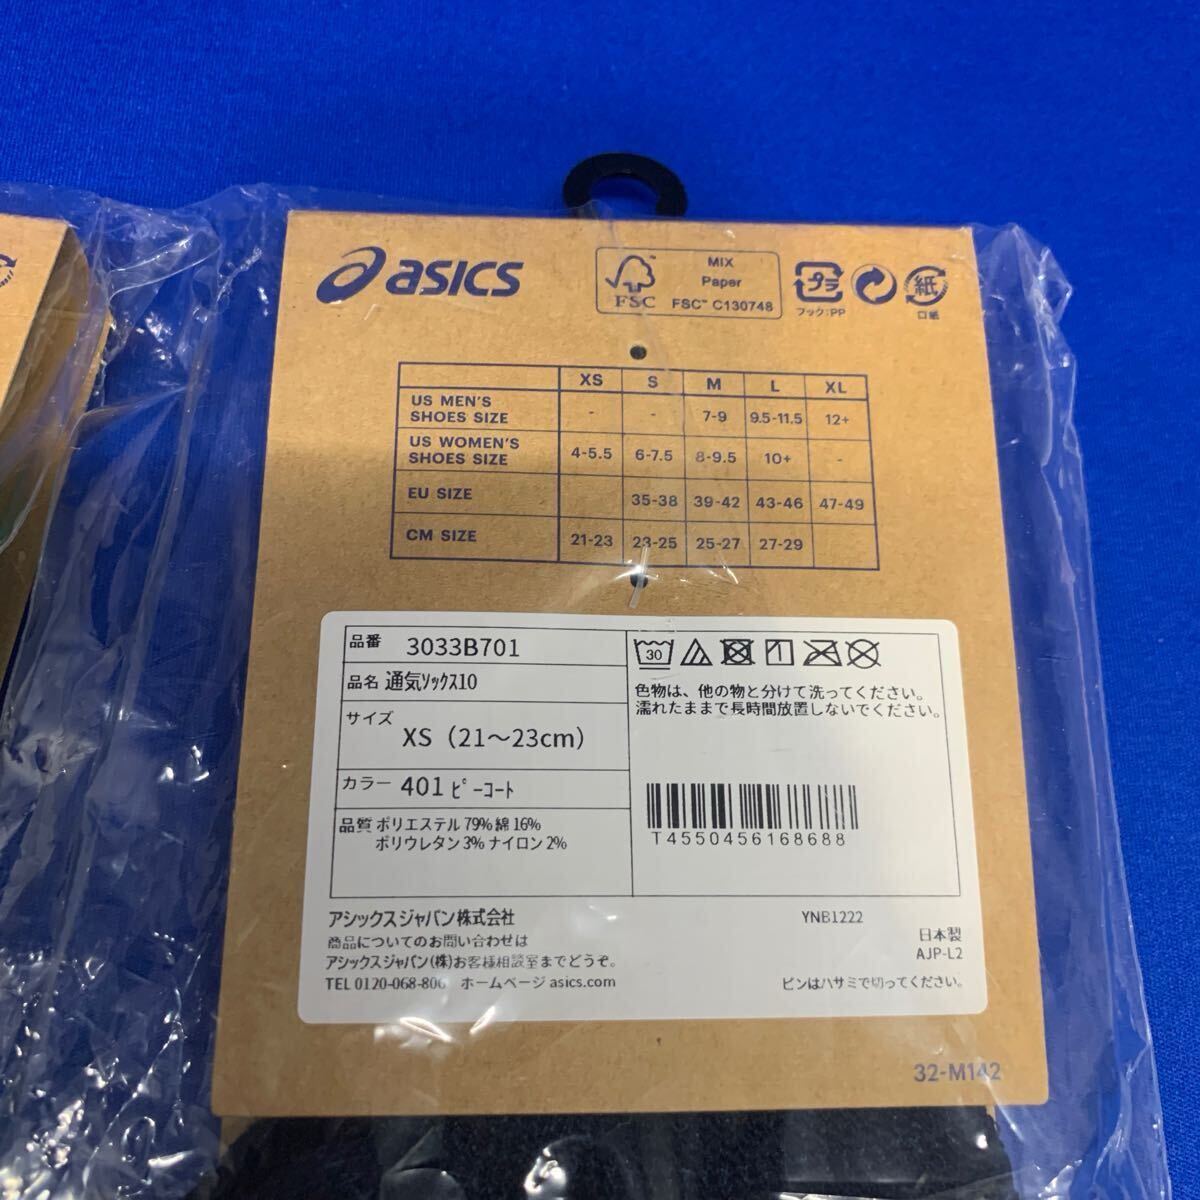 asics
FSC
MIX
Paper
FSC™ C130748
プラ
フック:PP
紙
口紙
XS S M L XL
US MEN'S SHOES SIZE - - 7-9 9.5-11.5 12+
US WOMEN'S SHOES SIZE 4-5.5 6-7.5 8-9.5 10+ -
EU SIZE 35-38 39-42 43-46 47-49
CM SIZE 21-23 23-25 25-27 27-29
品番 3033B701
品名 通気ソックス10
サイズ XS（21〜23cm）
カラー 401 ピーコート
品質 ポリエステル 79% 綿 16%
ポリウレタン 3% ナイロン 2%
30
色物は、他の物と分けて洗ってください。
濡れたままで長時間放置しないでください。
T4550456168688
アシックスジャパン株式会社
商品についてのお問い合わせは
アシックスジャパン(株)お客様相談室までどうぞ。
TEL 0120-068-806 ホームページ asics.com
YNB1222
日本製
AJP-L2
ピンはハサミで切ってください。
32-M142